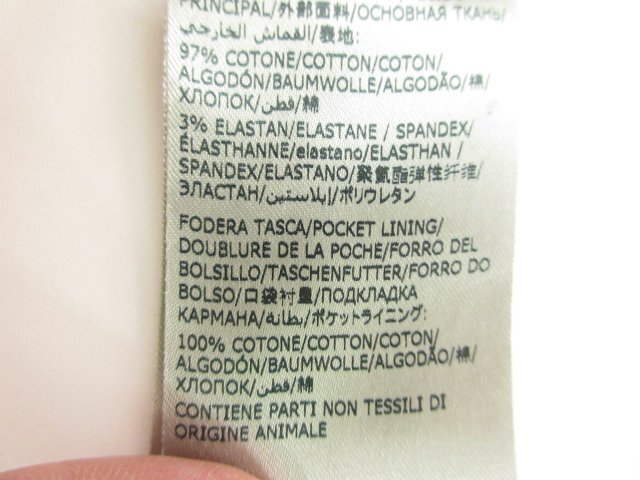 PRINCIPAL/外部面料/ОСНОВНАЯ ТКАНЬ/
القماش الخارجي/表地:
97% COTONE/COTTON/COTON/
ALGODÓN/BAUMWOLLE/ALGODÃO/棉/
ХЛОПОК/قطن/綿
3% ELASTAN/ELASTANE / SPANDEX/
ÉLASTHANNE/elastano/ELASTHAN /
SPANDEX/ELASTANO/聚氨酯弹性纤维/
ЭЛАСТАН/إيلاستين/ポリウレタン
FODERA TASCA/POCKET LINING/
DOUBLURE DE LA POCHE/FORRO DEL
BOLSILLO/TASCHENFUTTER/FORRO DO
BOLSO/口袋衬里/ПОДКЛАДКА
КАРМАНА/بطانه/ポケットライニング:
100% COTONE/COTTON/COTON/
ALGODÓN/BAUMWOLLE/ALGODÃO/棉/
ХЛОПОК/قطن/綿
CONTIENE PARTI NON TESSILI DI
ORIGINE ANIMALE